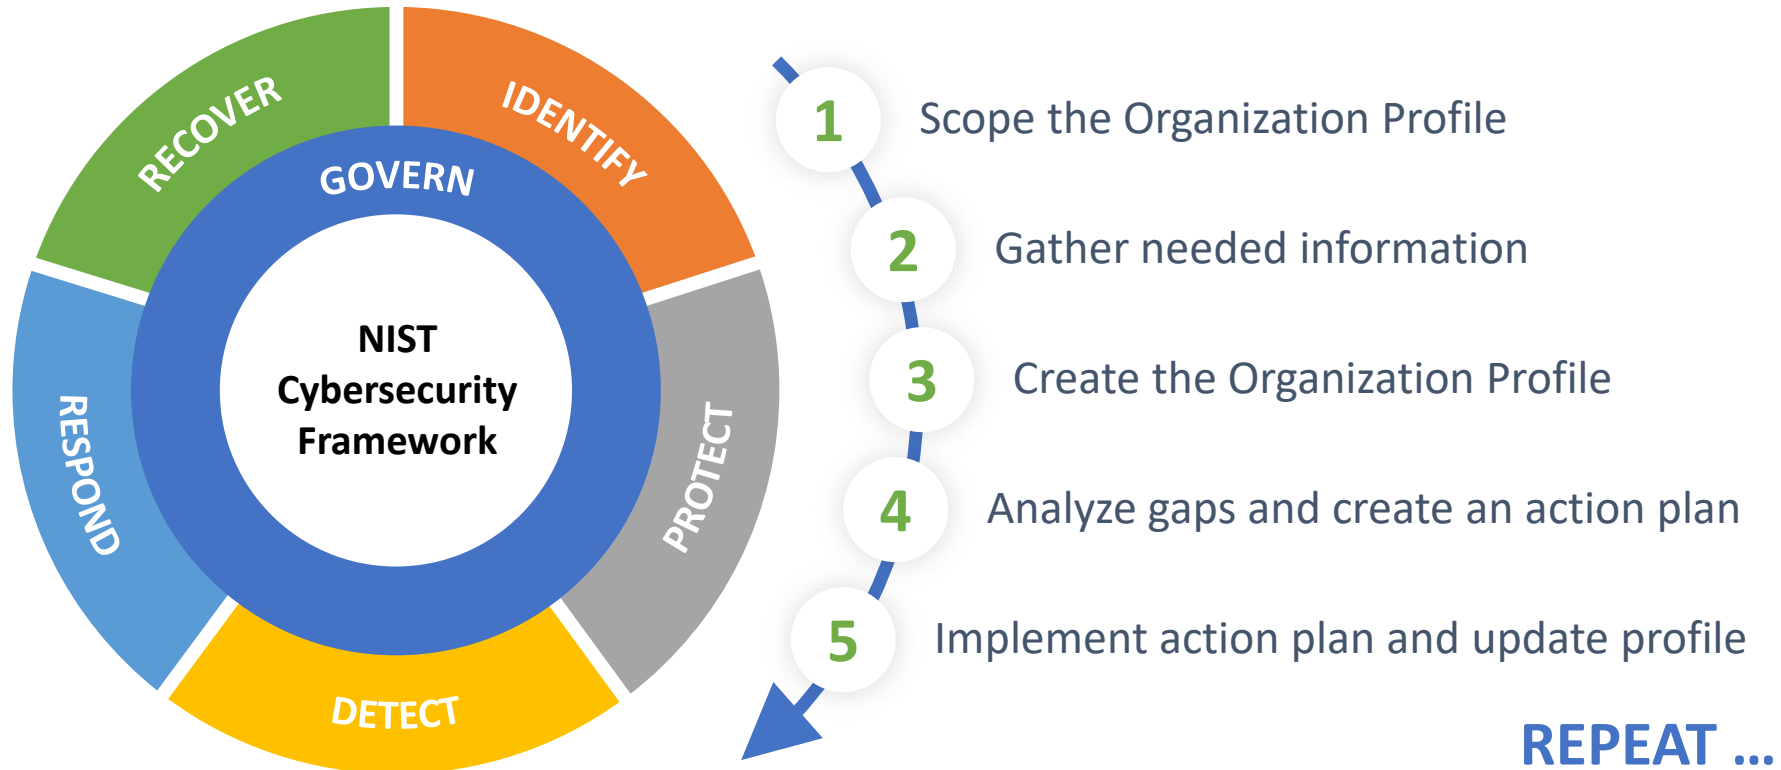 RECOVER
IDENTIFY
GOVERN
NIST
Cybersecurity
Framework
RESPOND
PROTECT
DETECT
1 Scope the Organization Profile
2 Gather needed information
3 Create the Organization Profile
4 Analyze gaps and create an action plan
5 Implement action plan and update profile
REPEAT ...